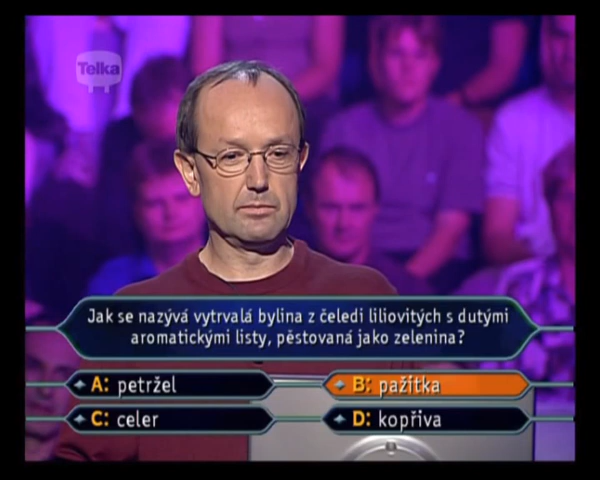 Telka
Jak se nazývá vytrvalá bylina z čeledi liliovitých s dutými
aromatickými listy, pěstovaná jako zelenina?
A: petržel
B: pažitka
C: celer
D: kopřiva